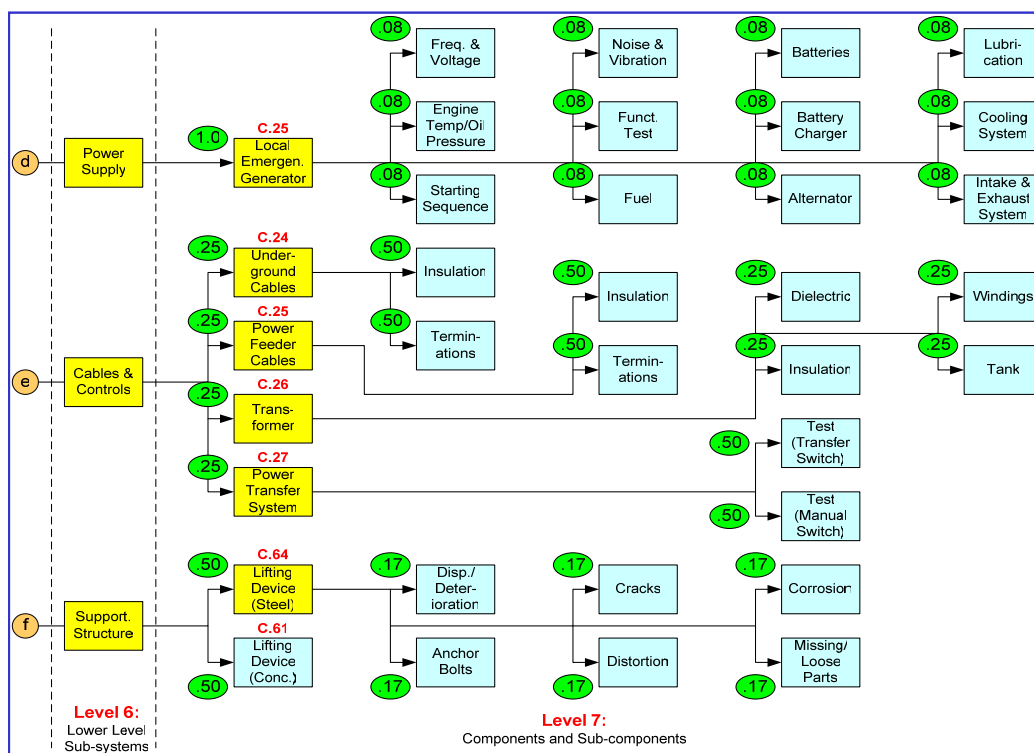 .08
.08
.08
.08
Freq. &
Voltage
Noise &
Vibration
Batteries
Lubri-
cation
.08
.08
.08
.08
Engine
Temp/Oil
Pressure
Funct.
Test
Battery
Charger
Cooling
System
d
Power
Supply
1.0
C.25
Local
Emergen.
Generator
.08
.08
.08
.08
Starting
Sequence
Fuel
Alternator
Intake &
Exhaust
System
e
Cables &
Controls
.25
C.24
Under-
ground
Cables
.50
Insulation
.50
Termin-
ations
.25
C.25
Power
Feeder
Cables
.50
Insulation
.50
Termin-
ations
.25
C.26
Trans-
former
.25
Dielectric
.25
Windings
.25
Insulation
.25
Tank
.25
C.27
Power
Transfer
System
.50
Test
(Transfer
Switch)
.50
Test
(Manual
Switch)
f
Support.
Structure
.50
C.64
Lifting
Device
(Steel)
.17
Disp./
Deter-
ioration
.17
Cracks
.17
Corrosion
.50
C.61
Lifting
Device
(Conc.)
.17
Anchor
Bolts
.17
Distortion
.17
Missing/
Loose
Parts
Level 6:
Lower Level
Sub-systems
Level 7:
Components and Sub-components